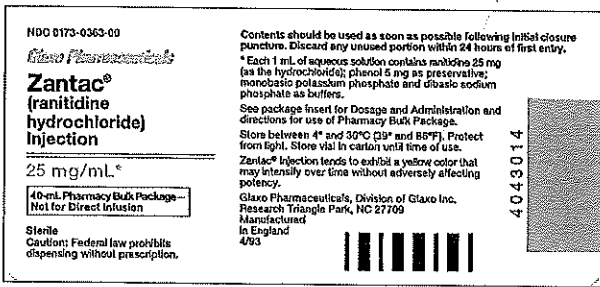 NDC 0173-0363-00
Glaxo Pharmaceuticals
Zantac®
(ranitidine
hydrochloride)
Injection
25 mg/mL*
40-mL Pharmacy Bulk Package—
Not for Direct Infusion
Sterile
Caution: Federal law prohibits
dispensing without prescription.
Contents should be used as soon as possible following initial closure
puncture. Discard any unused portion within 24 hours of first entry.
* Each 1 mL of aqueous solution contains ranitidine 25 mg
(as the hydrochloride); phenol 5 mg as preservative;
monobasic potassium phosphate and dibasic sodium
phosphate as buffers.
See package insert for Dosage and Administration and
directions for use of Pharmacy Bulk Package.
Store between 4° and 30°C (39° and 86°F). Protect
from light. Store vial in carton until time of use.
Zantac® Injection tends to exhibit a yellow color that
may intensify over time without adversely affecting
potency.
Glaxo Pharmaceuticals, Division of Glaxo Inc.
Research Triangle Park, NC 27709
Manufactured
In England
4/93
4043014